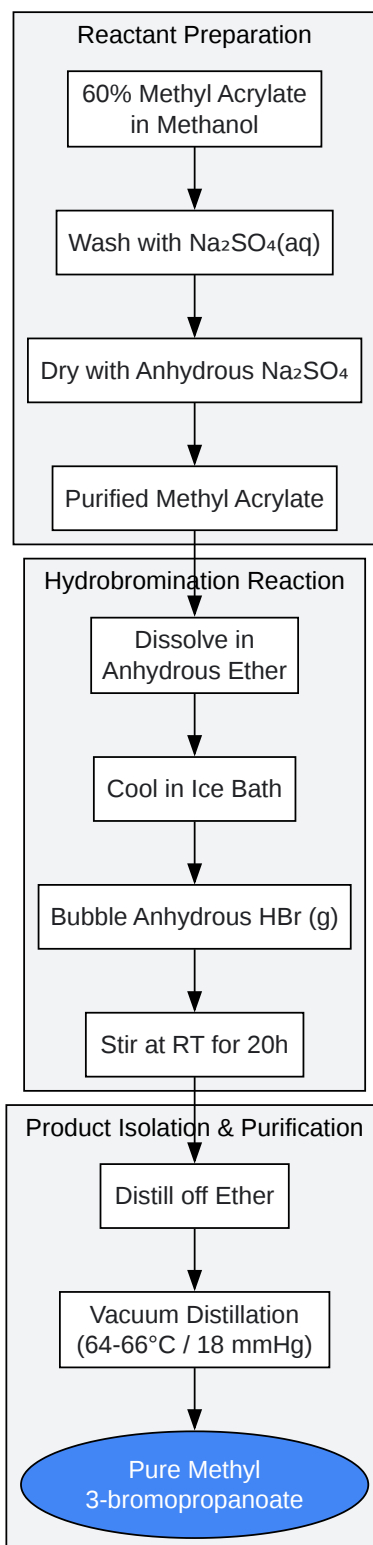 Reactant Preparation
60% Methyl Acrylate
in Methanol
Wash with Na₂SO₄(aq)
Dry with Anhydrous Na₂SO₄
Purified Methyl Acrylate
Hydrobromination Reaction
Dissolve in
Anhydrous Ether
Cool in Ice Bath
Bubble Anhydrous HBr (g)
Stir at RT for 20h
Product Isolation & Purification
Distill off Ether
Vacuum Distillation
(64-66°C / 18 mmHg)
Pure Methyl
3-bromopropanoate